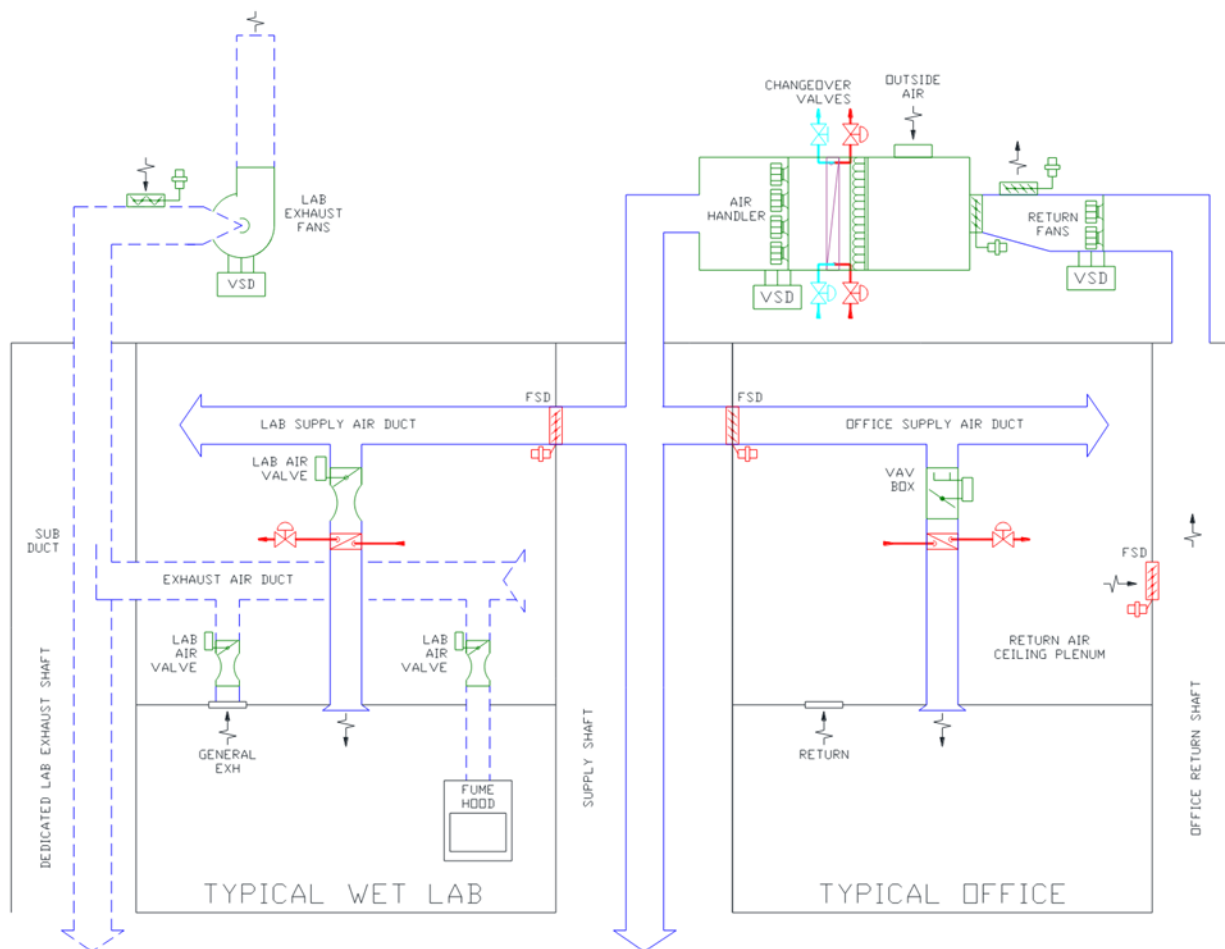 CHANGEOVER
VALVES
OUTSIDE
AIR
LAB
EXHAUST
FANS
VSD
AIR
HANDLER
VSD
RETURN
FANS
VSD
FSD
FSD
LAB SUPPLY AIR DUCT
OFFICE SUPPLY AIR DUCT
LAB AIR
VALVE
VAV
BOX
SUB
DUCT
EXHAUST AIR DUCT
FSD
LAB
AIR
VALVE
LAB
AIR
VALVE
RETURN AIR
CEILING PLENUM
DEDICATED LAB EXHAUST SHAFT
SUPPLY SHAFT
OFFICE RETURN SHAFT
GENERAL
EXH
RETURN
FUME
HOOD
TYPICAL WET LAB
TYPICAL OFFICE